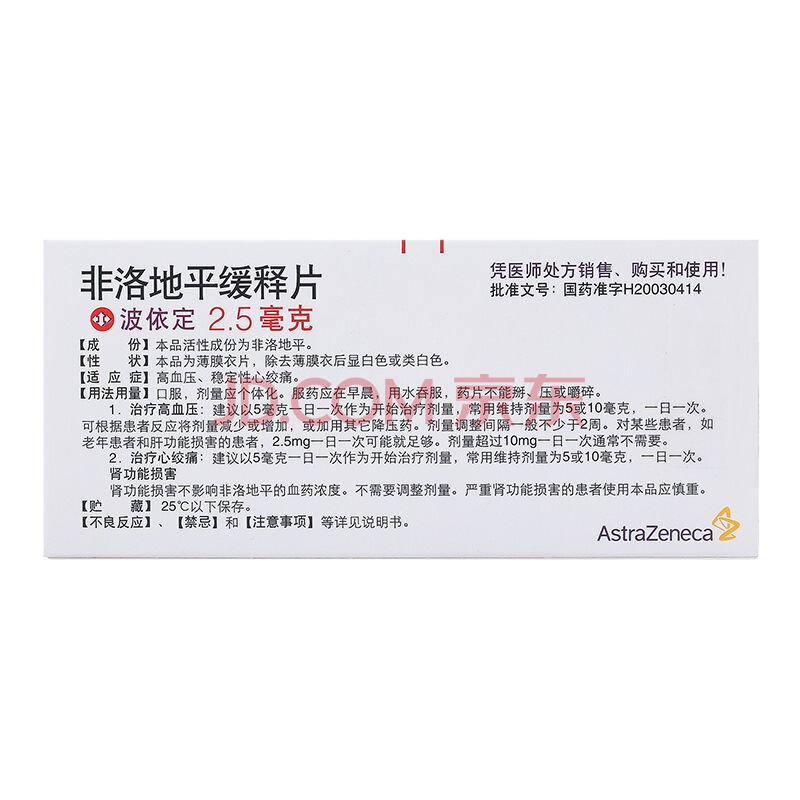 非洛地平缓释片
凭医师处方销售、购买和使用!
批准文号：国药准字H20030414
波依定 2.5毫克
【成 份】本品活性成份为非洛地平。
【性 状】本品为薄膜衣片，除去薄膜衣后显白色或类白色。
【适 应 症】高血压、稳定性心绞痛。
【用法用量】口服，剂量应个体化。服药应在早晨，用水吞服，药片不能掰、压或嚼碎。
1. 治疗高血压：建议以5毫克一日一次作为开始治疗剂量，常用维持剂量为5或10毫克，一日一次。
可根据患者反应将剂量减少或增加，或加用其它降压药。剂量调整间隔一般不少于2周。对某些患者，如
老年患者和肝功能损害的患者，2.5mg一日一次可能就足够。剂量超过10mg一日一次通常不需要。
2. 治疗心绞痛：建议以5毫克一日一次作为开始治疗剂量，常用维持剂量为5或10毫克，一日一次。
肾功能损害
肾功能损害不影响非洛地平的血药浓度。不需要调整剂量。严重肾功能损害的患者使用本品应慎重。
【贮 藏】25℃以下保存。
【不良反应】、【禁忌】和【注意事项】等详见说明书。
AstraZeneca
JD.COM 京东